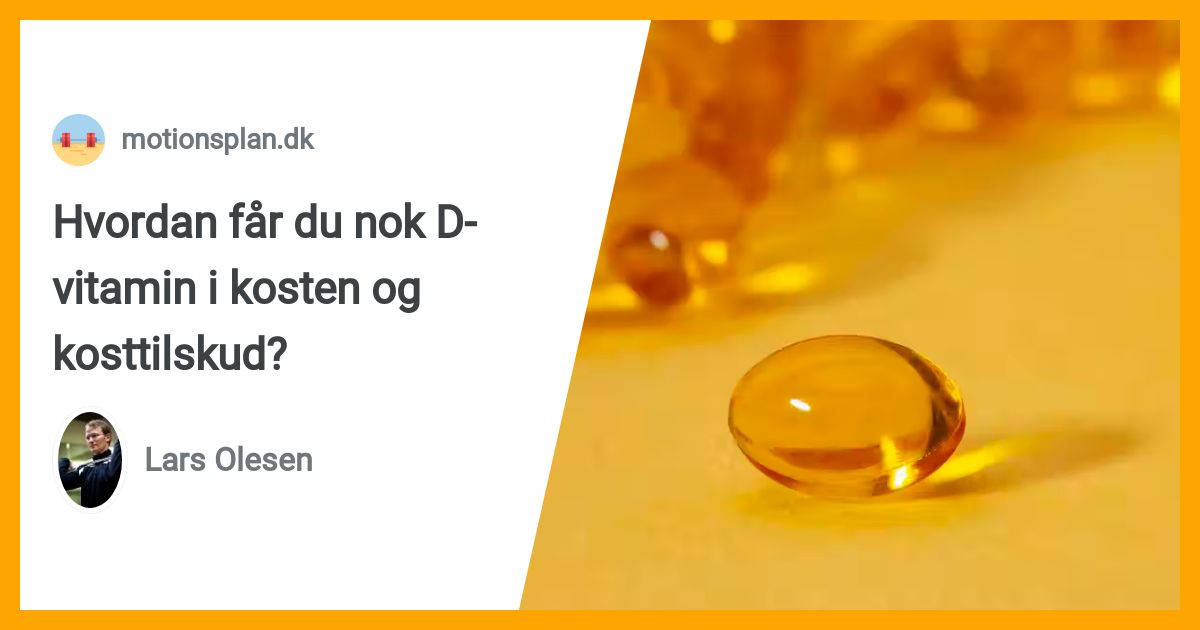 motionsplan.dk
Hvordan får du nok D-
vitamin i kosten og
kosttilskud?
Lars Olesen